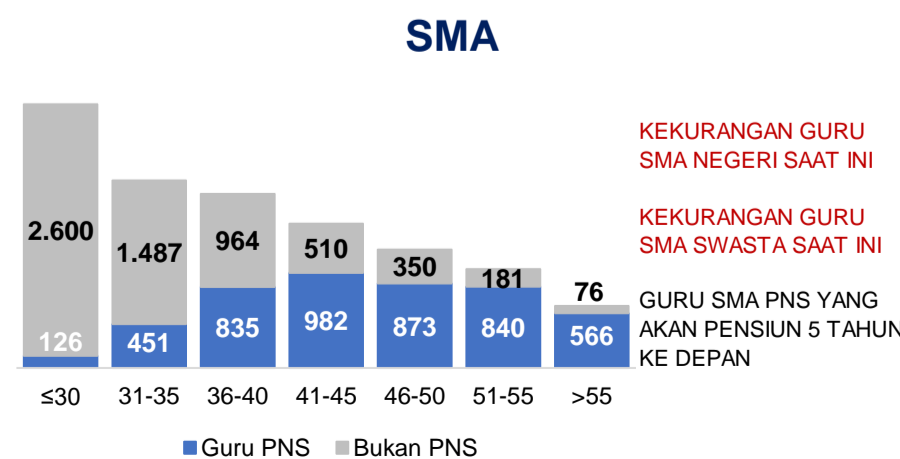 SMA
2.600
1.487
964
510
350
181
76
126
451
835
982
873
840
566
≤30
31-35
36-40
41-45
46-50
51-55
>55
Guru PNS
Bukan PNS
KEKURANGAN GURU
SMA NEGERI SAAT INI
KEKURANGAN GURU
SMA SWASTA SAAT INI
GURU SMA PNS YANG
AKAN PENSIUN 5 TAHUN
KE DEPAN